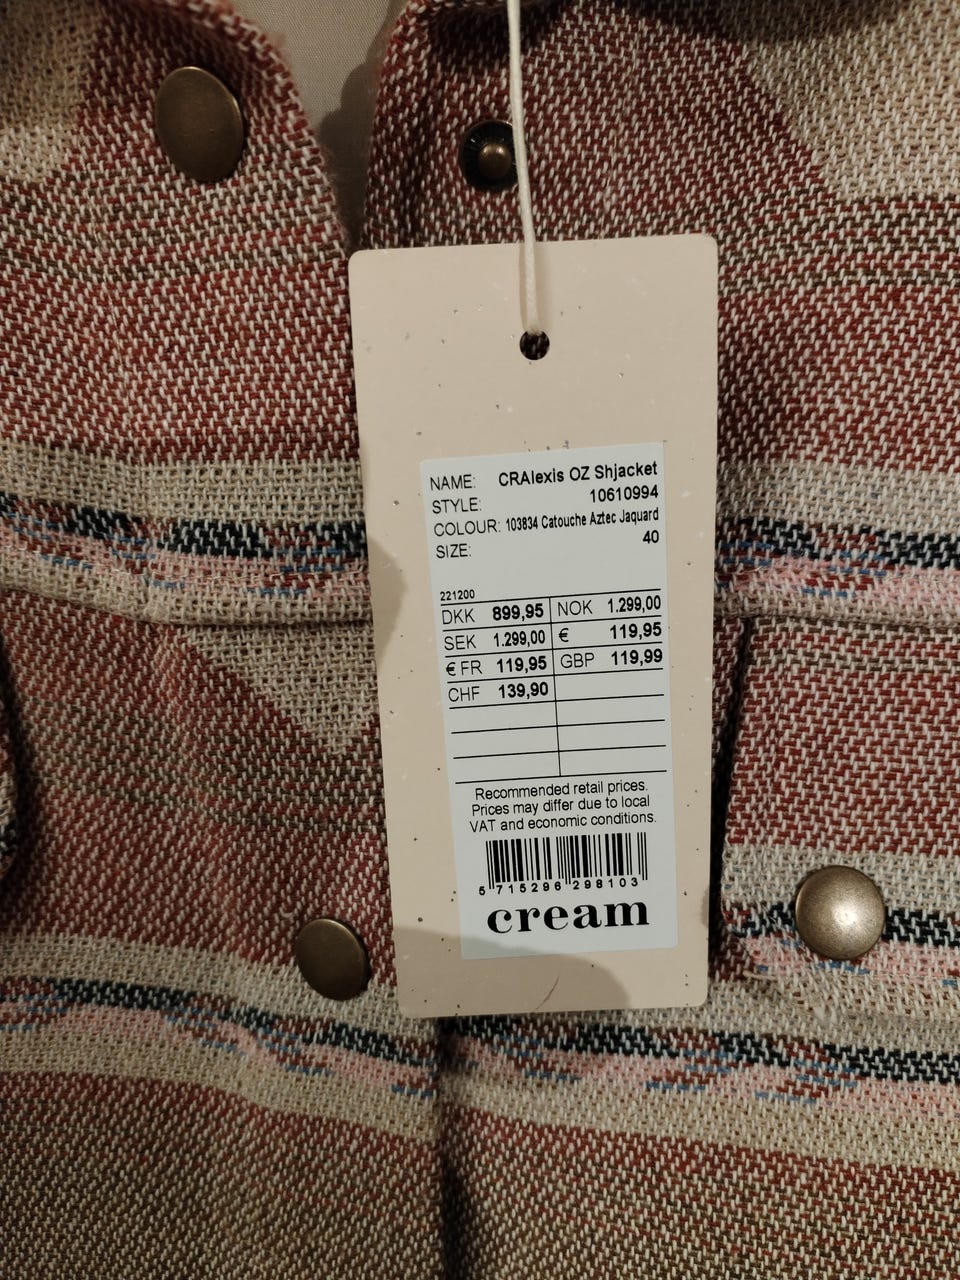 NAME: CRAlexis OZ Shjacket
STYLE: 10610994
COLOUR: 103834 Catouche Aztec Jaquard
SIZE: 40
221200
DKK 899,95 NOK 1.299,00
SEK 1.299,00 € 119,95
€ FR 119,95 GBP 119,99
CHF 139,90
Recommended retail prices.
Prices may differ due to local
VAT and economic conditions.
5 715296 298103
cream